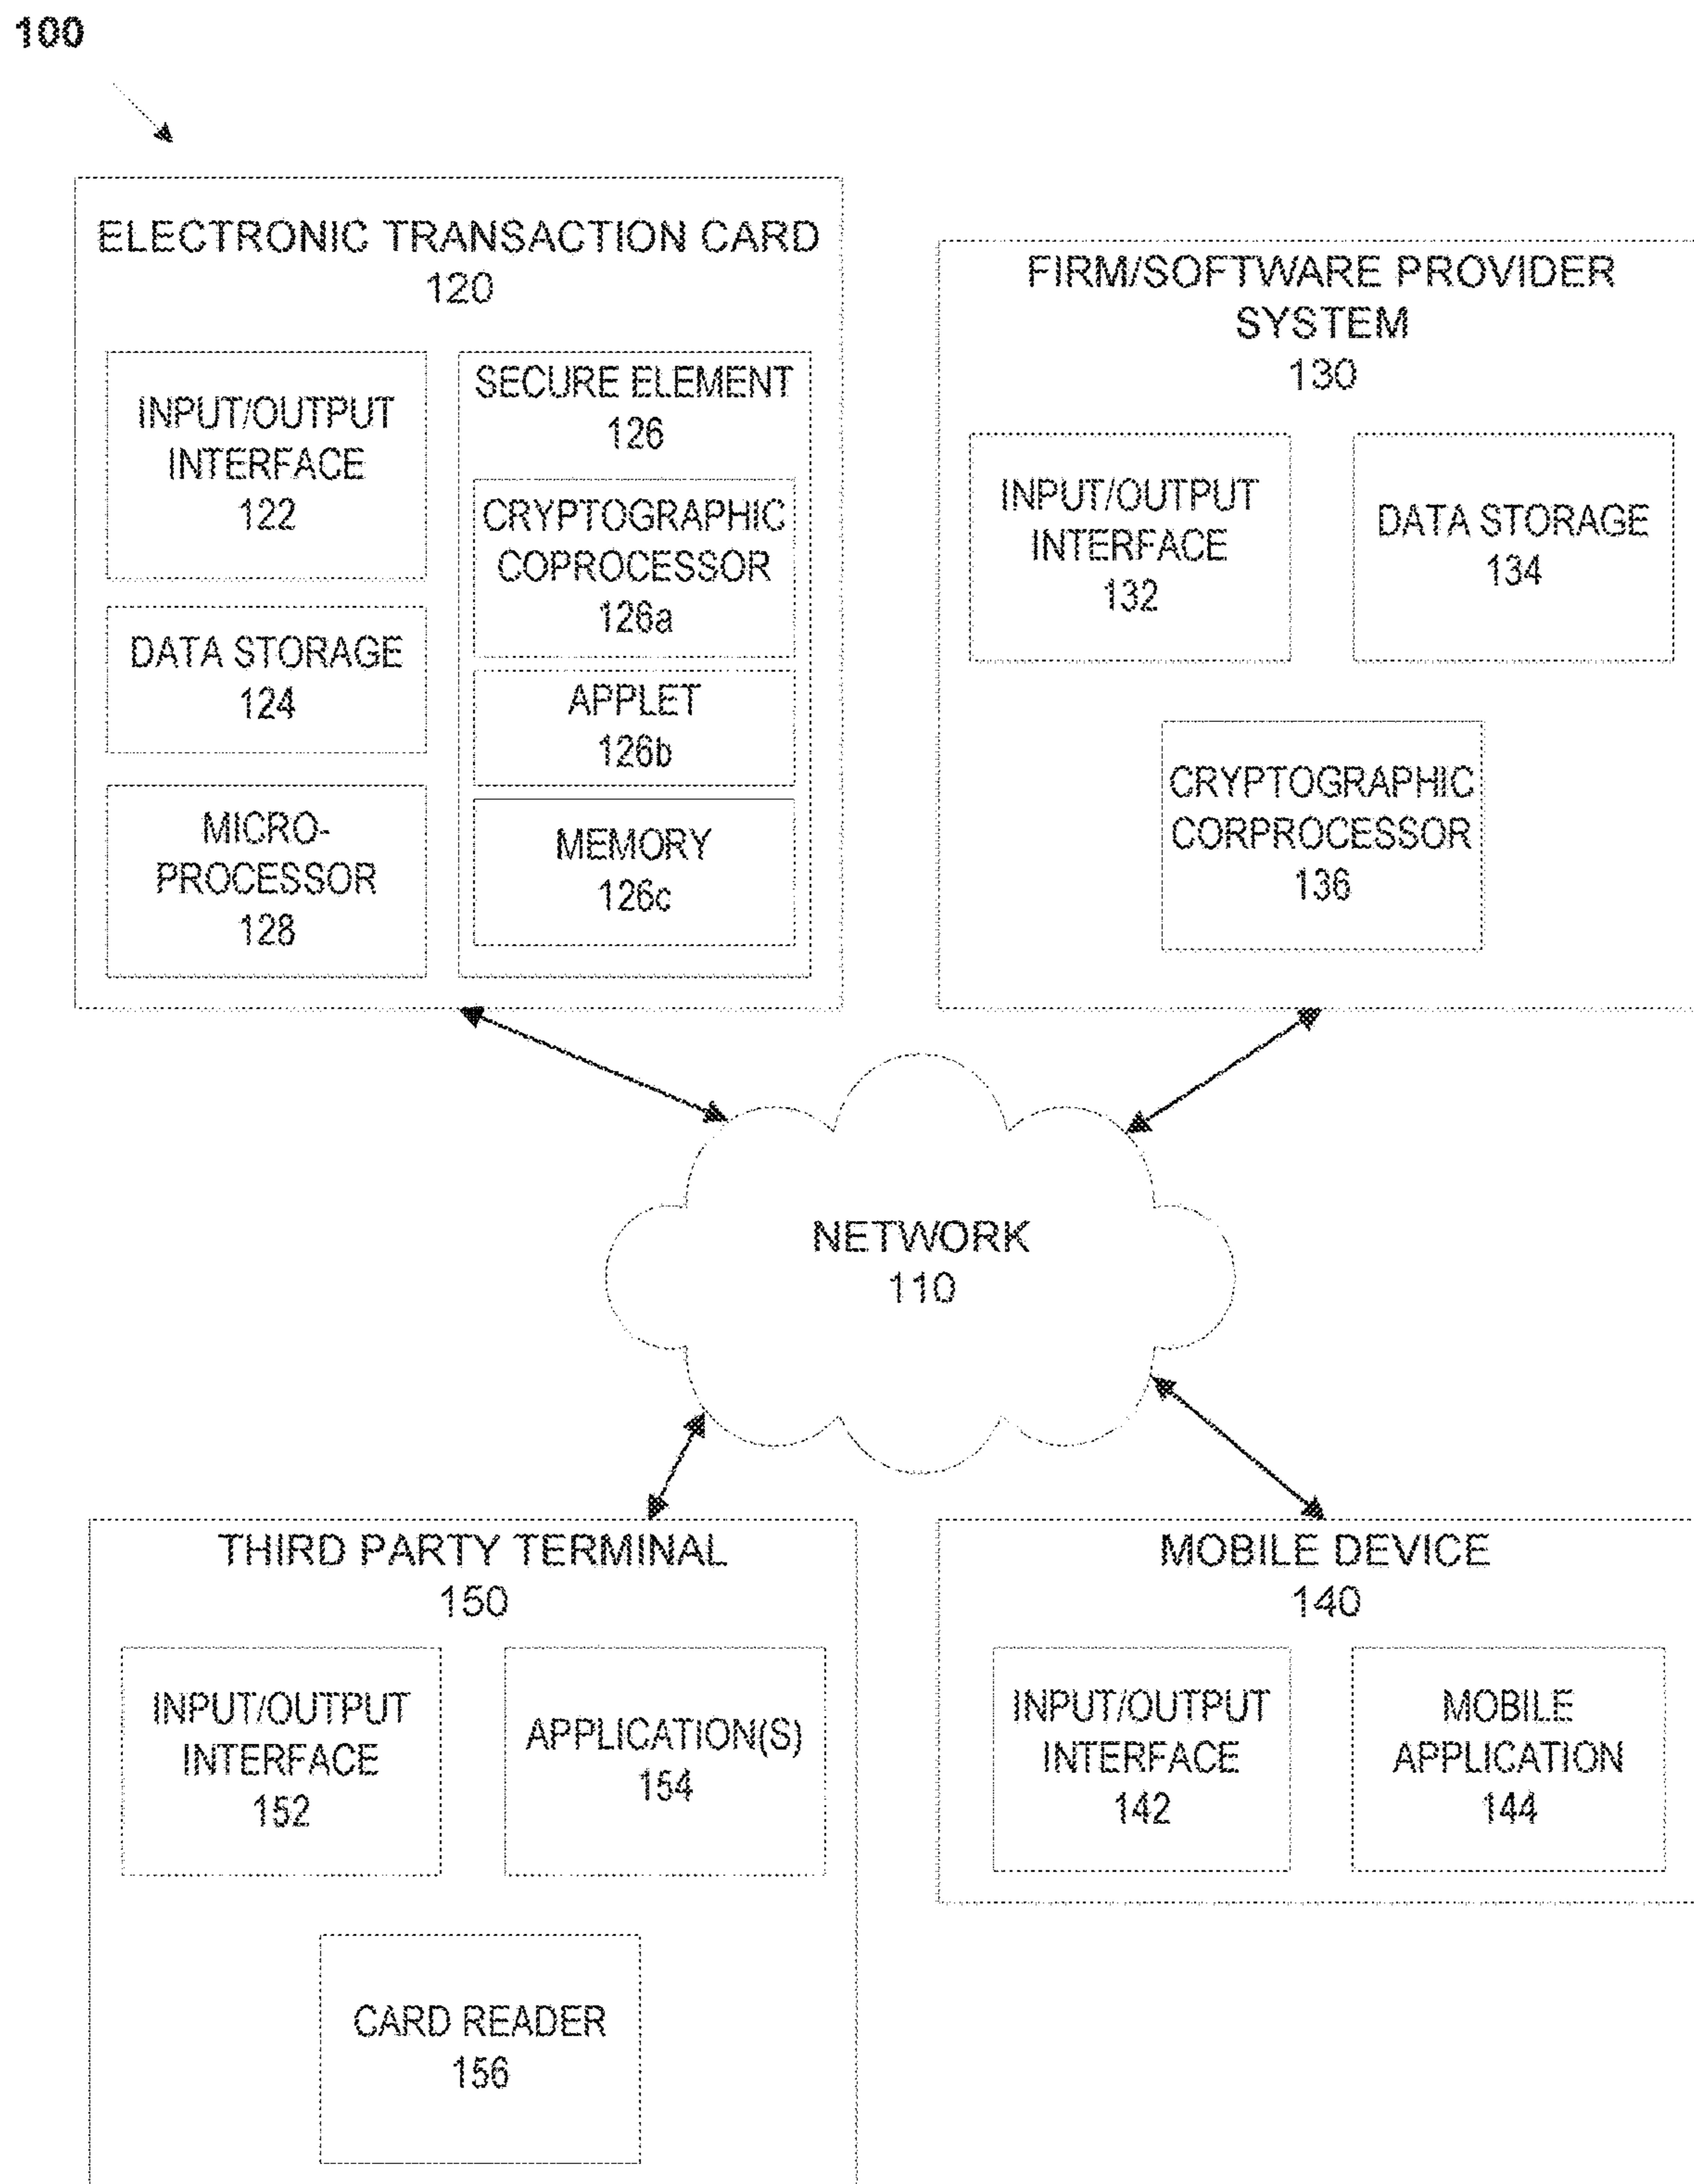 100
ELECTRONIC TRANSACTION CARD
120
INPUT/OUTPUT
INTERFACE
122
DATA STORAGE
124
MICRO-
PROCESSOR
128
SECURE ELEMENT
126
CRYPTOGRAPHIC
COPROCESSOR
126a
APPLET
126b
MEMORY
126c
FIRM/SOFTWARE PROVIDER
SYSTEM
130
INPUT/OUTPUT
INTERFACE
132
DATA STORAGE
134
CRYPTOGRAPHIC
CORPROCESSOR
136
NETWORK
110
THIRD PARTY TERMINAL
150
INPUT/OUTPUT
INTERFACE
152
APPLICATION(S)
154
CARD READER
156
MOBILE DEVICE
140
INPUT/OUTPUT
INTERFACE
142
MOBILE
APPLICATION
144